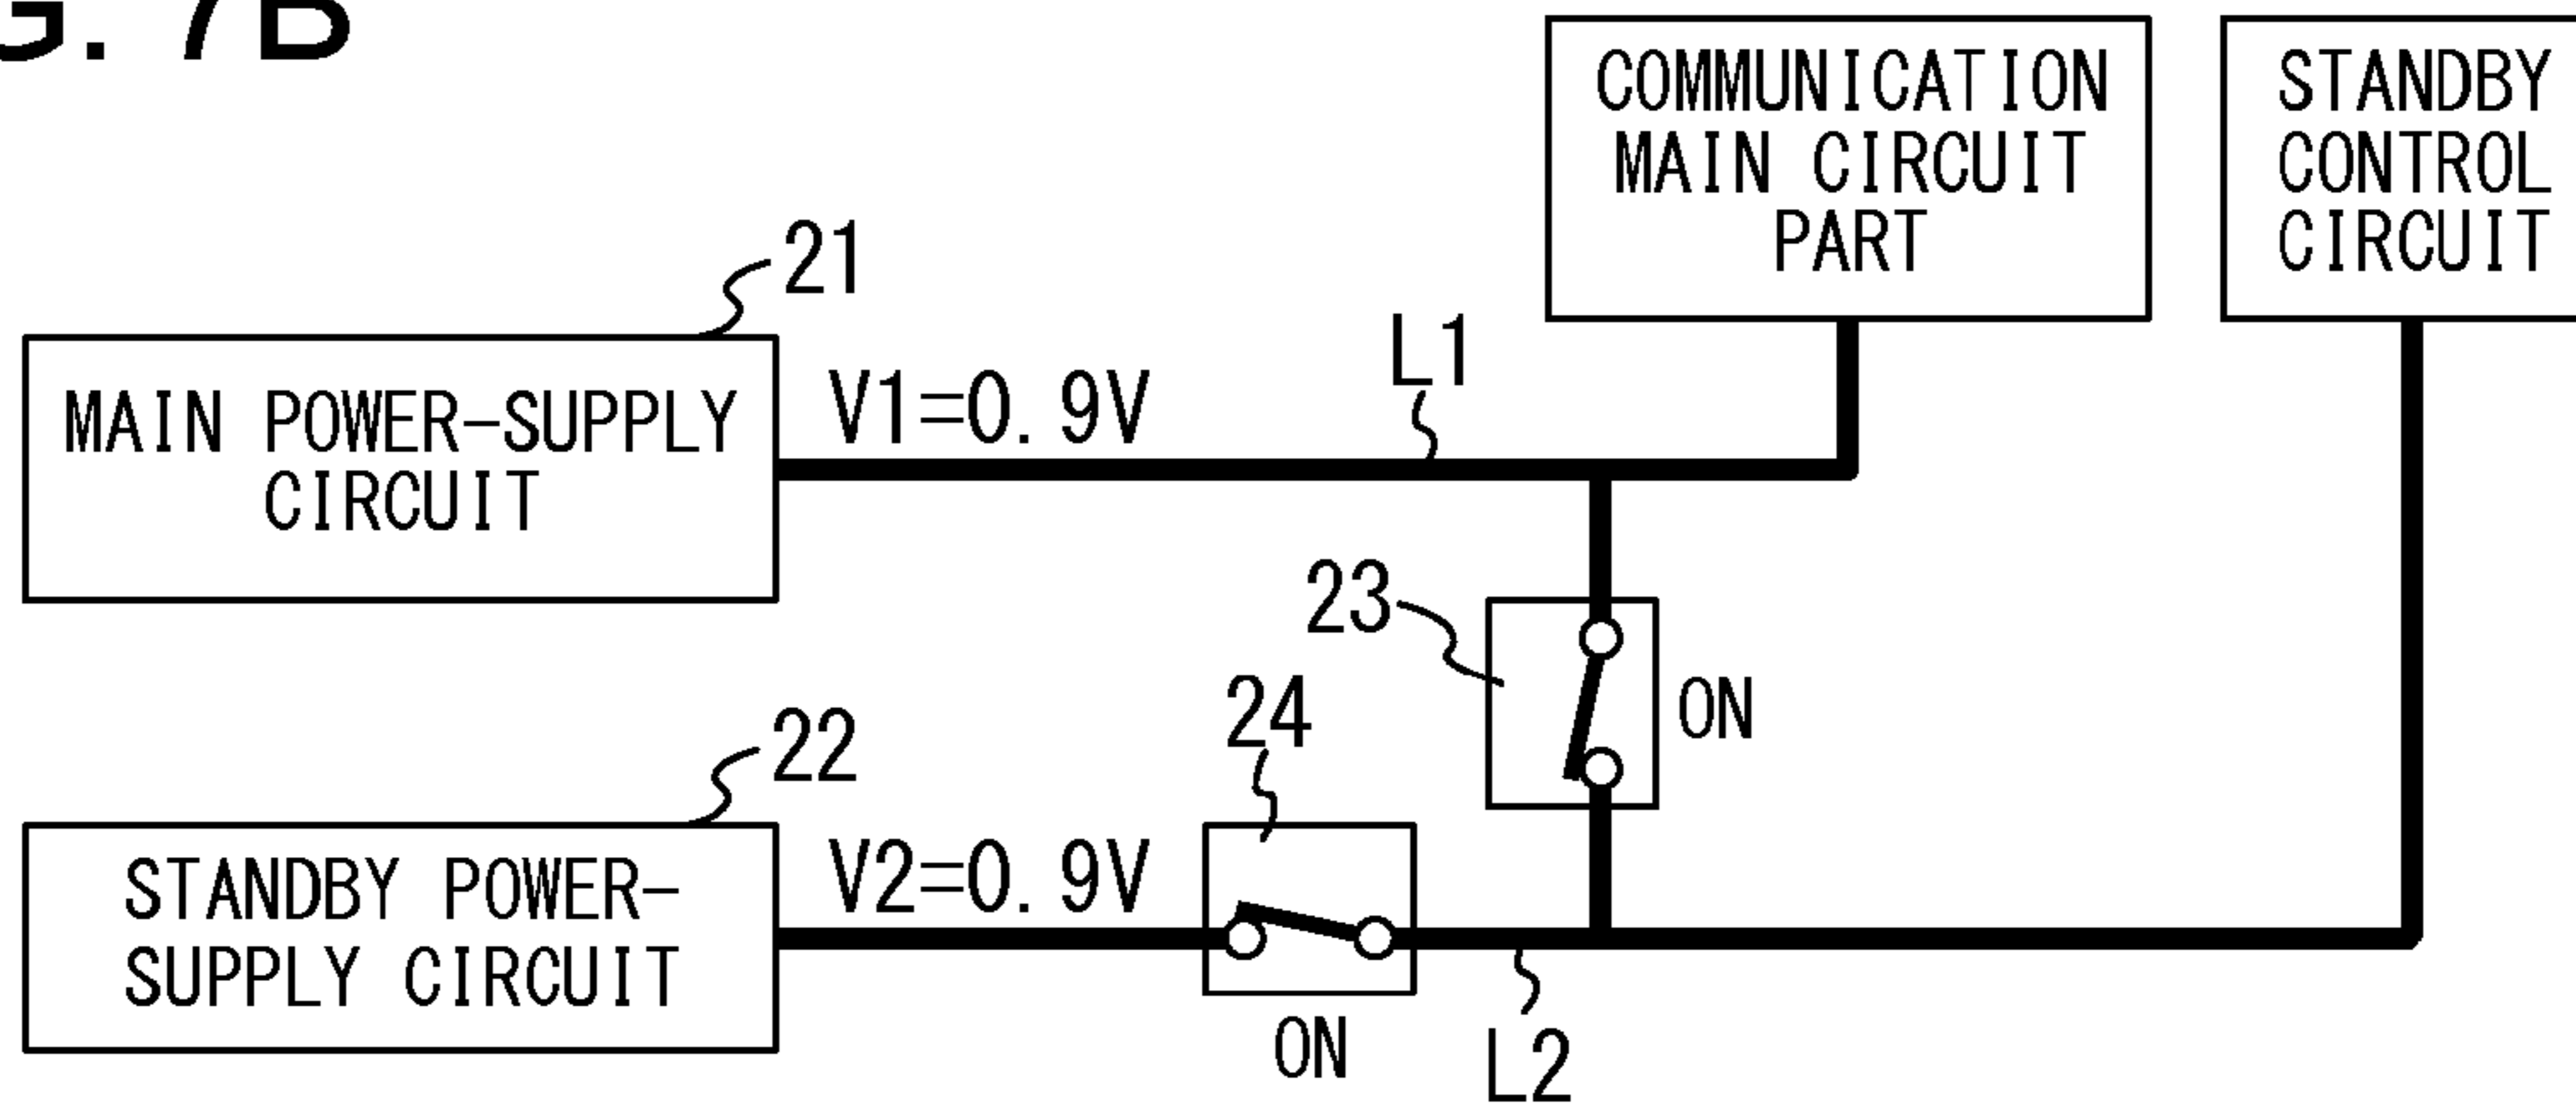 G. 7B
COMMUNICATION
MAIN CIRCUIT
PART
STANDBY
CONTROL
CIRCUIT
21
MAIN POWER-SUPPLY
CIRCUIT
V1=0.9V
L1
23
ON
24
ON
22
STANDBY POWER-
SUPPLY CIRCUIT
V2=0.9V
L2